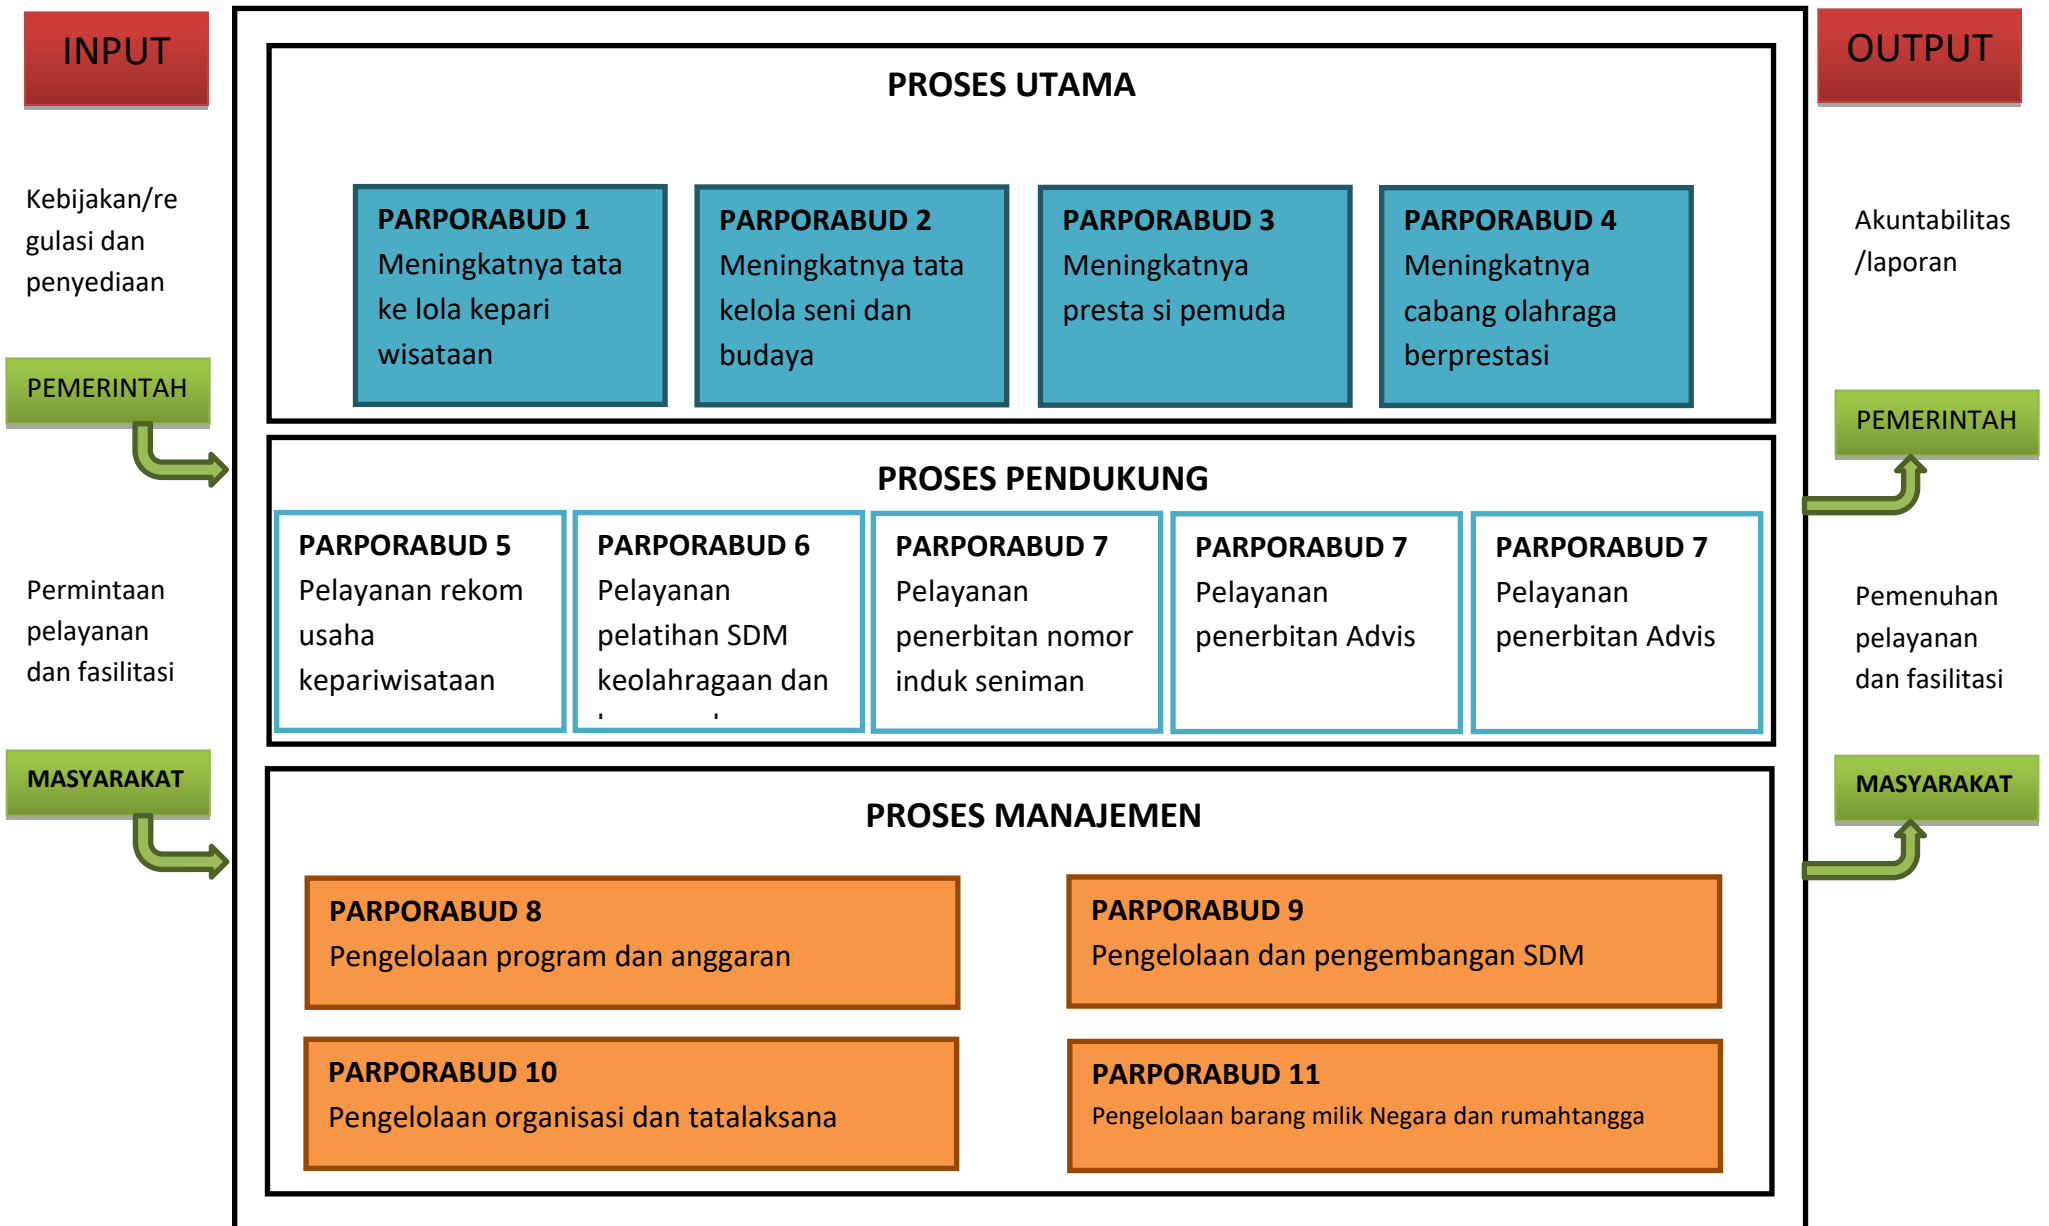 INPUT
Kebijakan/re
gulasi dan
penyediaan
PEMERINTAH
Permintaan
pelayanan
dan fasilitasi
MASYARAKAT
PROSES UTAMA
PARPORABUD 1
Meningkatnya tata
ke lola kepari
wisataan
PARPORABUD 2
Meningkatnya tata
kelola seni dan
budaya
PARPORABUD 3
Meningkatnya
presta si pemuda
PARPORABUD 4
Meningkatnya
cabang olahraga
berprestasi
PROSES PENDUKUNG
PARPORABUD 5
Pelayanan rekom
usaha
kepariwisataan
PARPORABUD 6
Pelayanan
pelatihan SDM
keolahragaan dan
PARPORABUD 7
Pelayanan
penerbitan nomor
induk seniman
PARPORABUD 7
Pelayanan
penerbitan Advis
PARPORABUD 7
Pelayanan
penerbitan Advis
PROSES MANAJEMEN
PARPORABUD 8
Pengelolaan program dan anggaran
PARPORABUD 9
Pengelolaan dan pengembangan SDM
PARPORABUD 10
Pengelolaan organisasi dan tatalaksana
PARPORABUD 11
Pengelolaan barang milik Negara dan rumahtangga
OUTPUT
Akuntabilitas
/laporan
PEMERINTAH
Pemenuhan
pelayanan
dan fasilitasi
MASYARAKAT